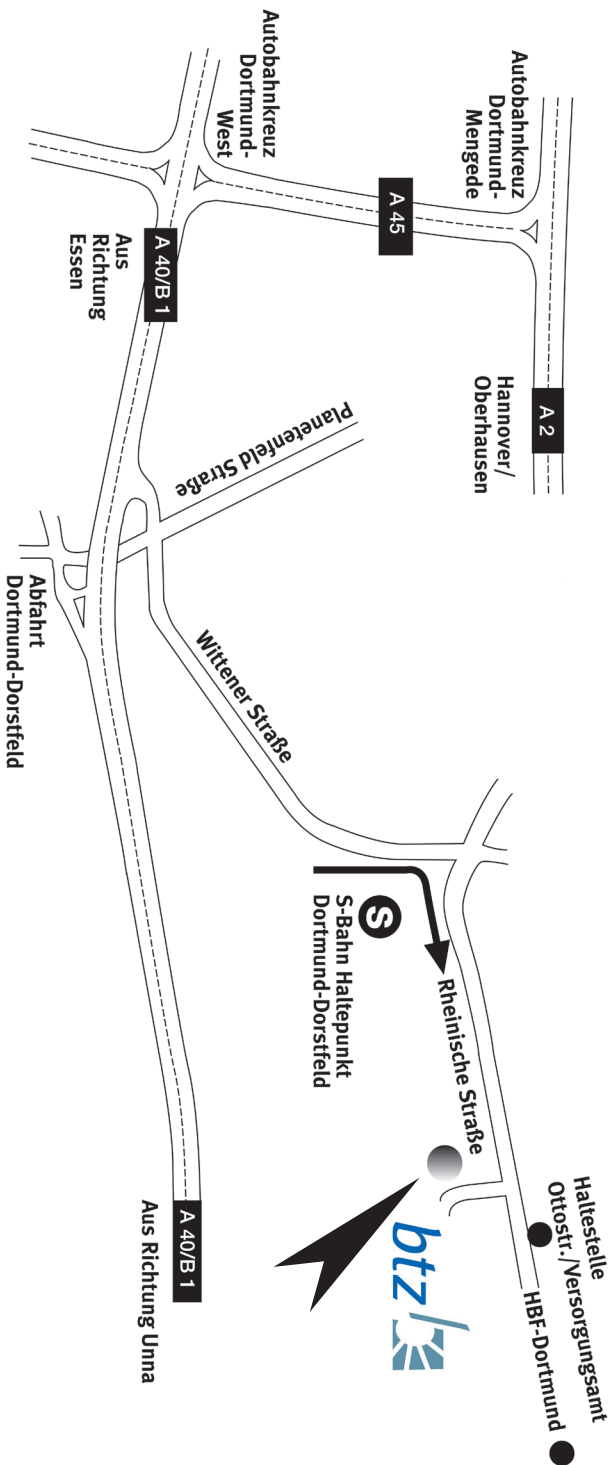 Autobahnkreuz
Dortmund-
Mengede
A 2
Hannover/
Oberhausen
Haltestelle
Ottostr./Versorgungsamt
HBF-Dortmund
A 45
Rheinische Straße
btz
S
S-Bahn Haltepunkt
Dortmund-Dorstfeld
Autobahnkreuz
Dortmund-
West
Planetenfeld Straße
Wittener Straße
A 40/B 1
Aus
Richtung
Essen
A 40/B 1
Aus Richtung Unna
Abfahrt
Dortmund-Dorstfeld